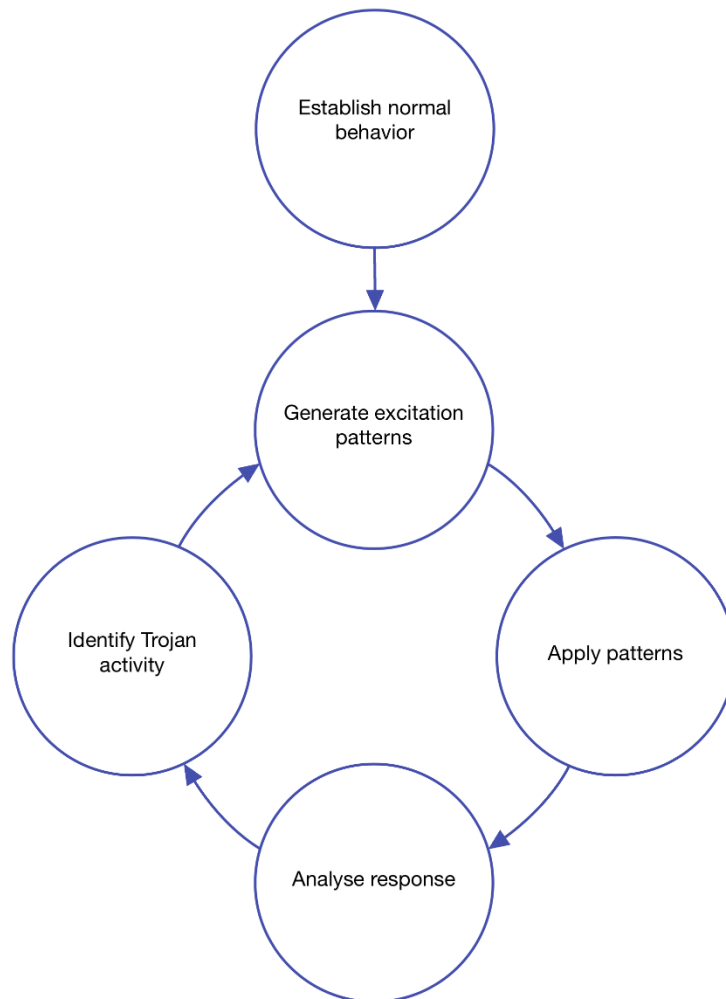 Establish normal
behavior
Generate excitation
patterns
Identify Trojan
activity
Apply patterns
Analyse response